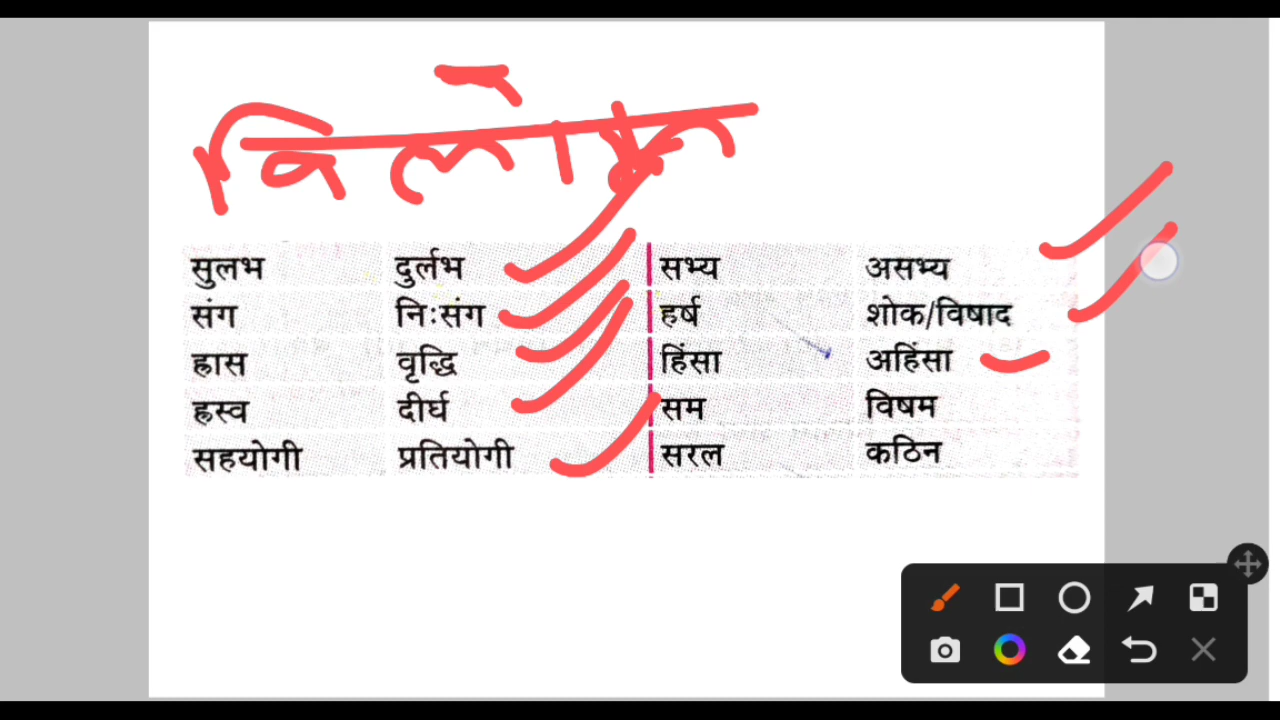 विलोम
सुलभ दुर्लभ सभ्य असभ्य
संग निःसंग हर्ष शोक/विषाद
ह्रास वृद्धि हिंसा अहिंसा
ह्रस्व दीर्घ सम विषम
सहयोगी प्रतियोगी सरल कठिन